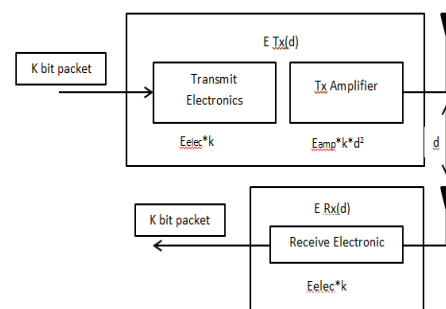 E Tx(d)
K bit packet
Transmit
Electronics
Tx Amplifier
Eelec*k
Eamp*k*d²
d
E Rx(d)
K bit packet
Receive Electronic
Eelec*k